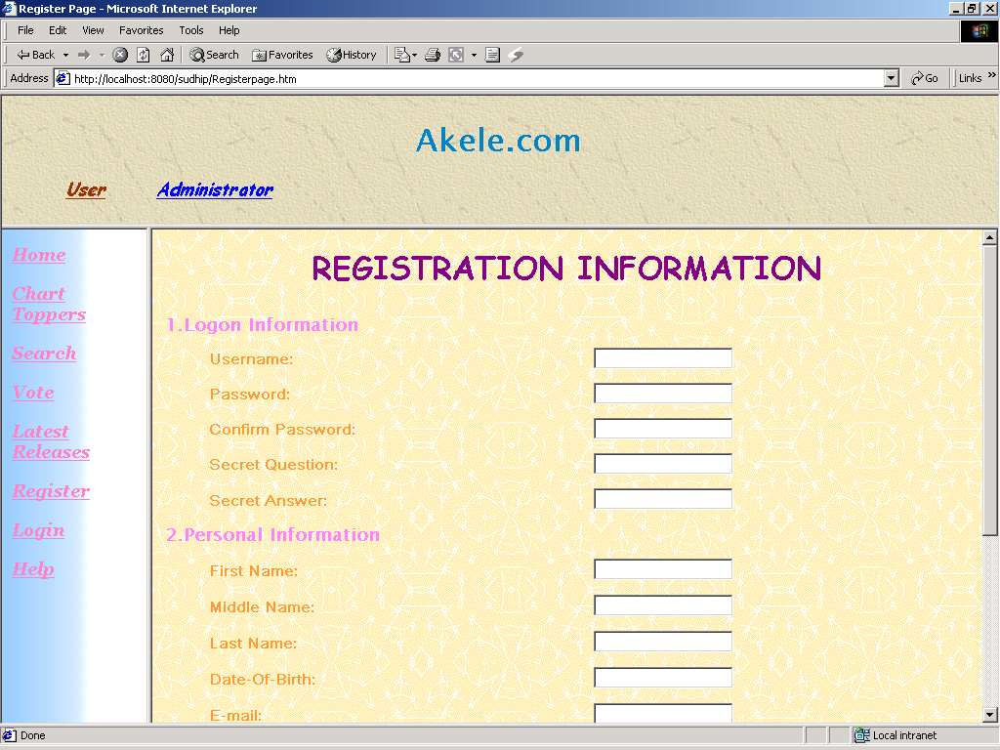 Register Page - Microsoft Internet Explorer
File Edit View Favorites Tools Help
Back Search Favorites History
Address http://localhost:8080/sudhip/Registerpage.htm Go Links »
Akele.com
User Administrator
Home
Chart
Toppers
Search
Vote
Latest
Releases
Register
Login
Help
REGISTRATION INFORMATION
1.Logon Information
Username:
Password:
Confirm Password:
Secret Question:
Secret Answer:
2.Personal Information
First Name:
Middle Name:
Last Name:
Date-Of-Birth:
E-mail:
Done Local intranet